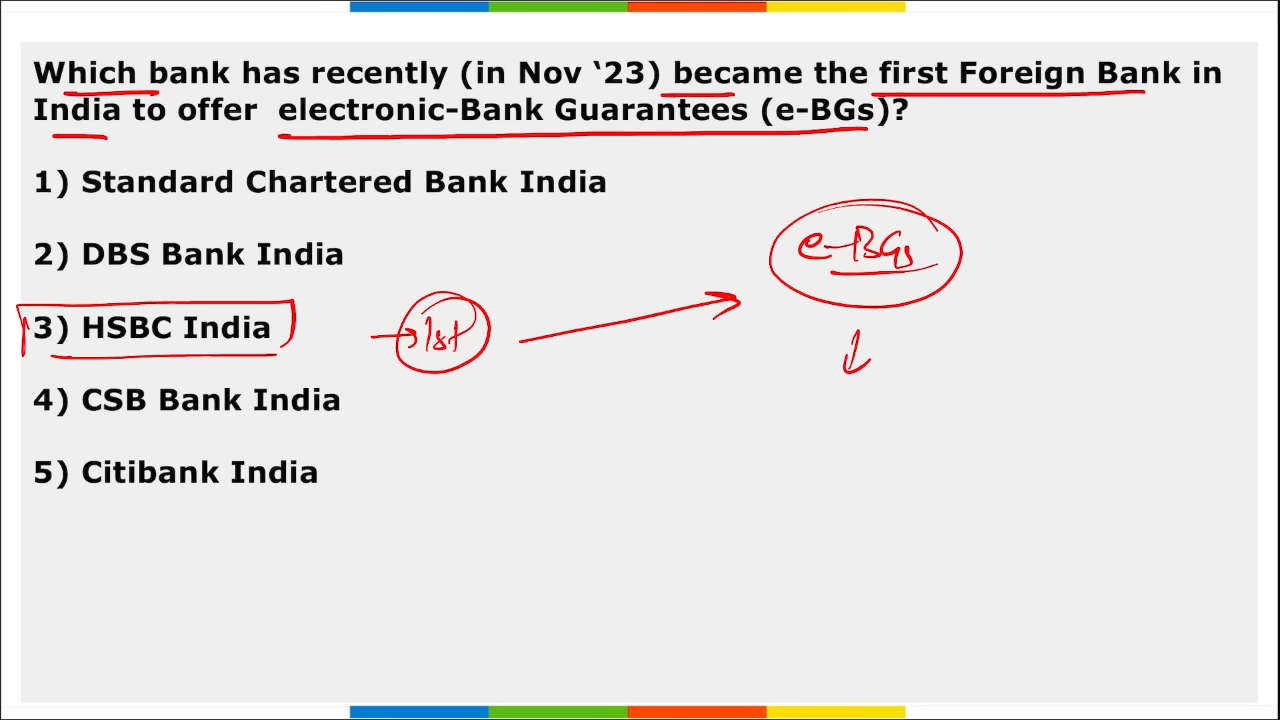 Which bank has recently (in Nov ‘23) became the first Foreign Bank in
India to offer electronic-Bank Guarantees (e-BGs)?
1) Standard Chartered Bank India
2) DBS Bank India
e-BGs
3) HSBC India
1st
4) CSB Bank India
5) Citibank India